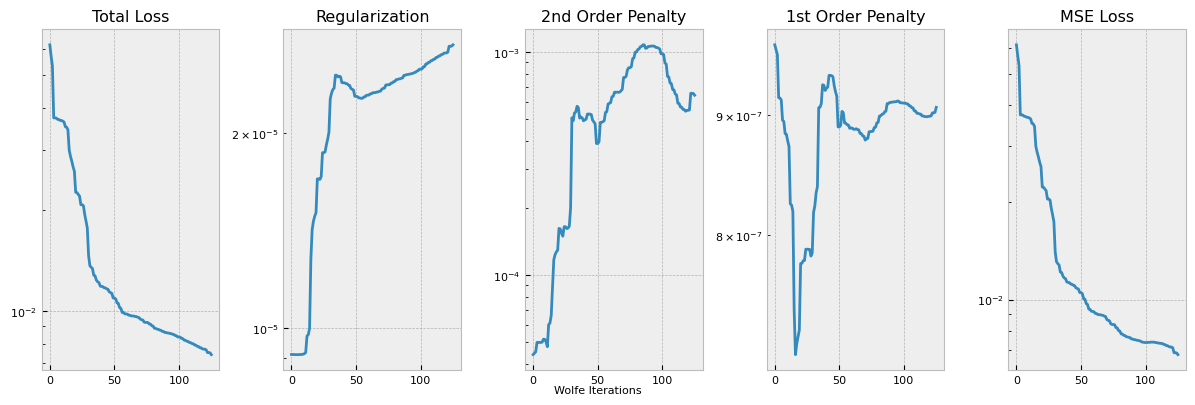 Total Loss
Regularization
2nd Order Penalty
1st Order Penalty
MSE Loss
10⁻²
0 50 100
2 × 10⁻⁵
10⁻⁵
0 50 100
10⁻³
10⁻⁴
0 50 100
Wolfe Iterations
9 × 10⁻⁷
8 × 10⁻⁷
0 50 100
10⁻²
0 50 100